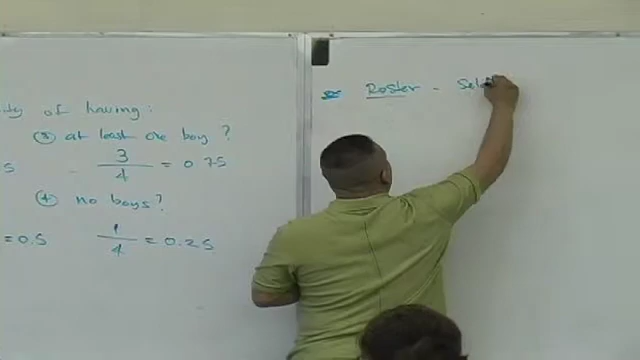 of having:
③ at least one boy?
3/4 = 0.75
④ no boys?
= 0.5 1/4 = 0.25
Roster -